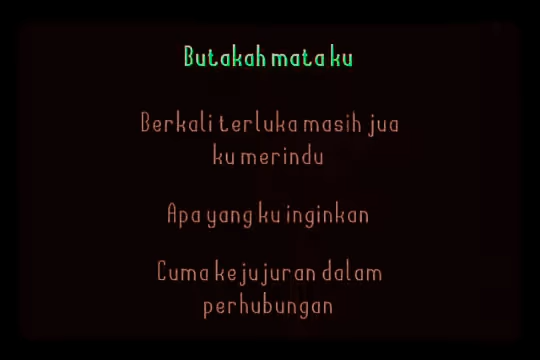 Butakah mata ku
Berkali terluka masih jua
ku merindu
Apa yang ku inginkan
Cuma kejujuran dalam
perhubungan